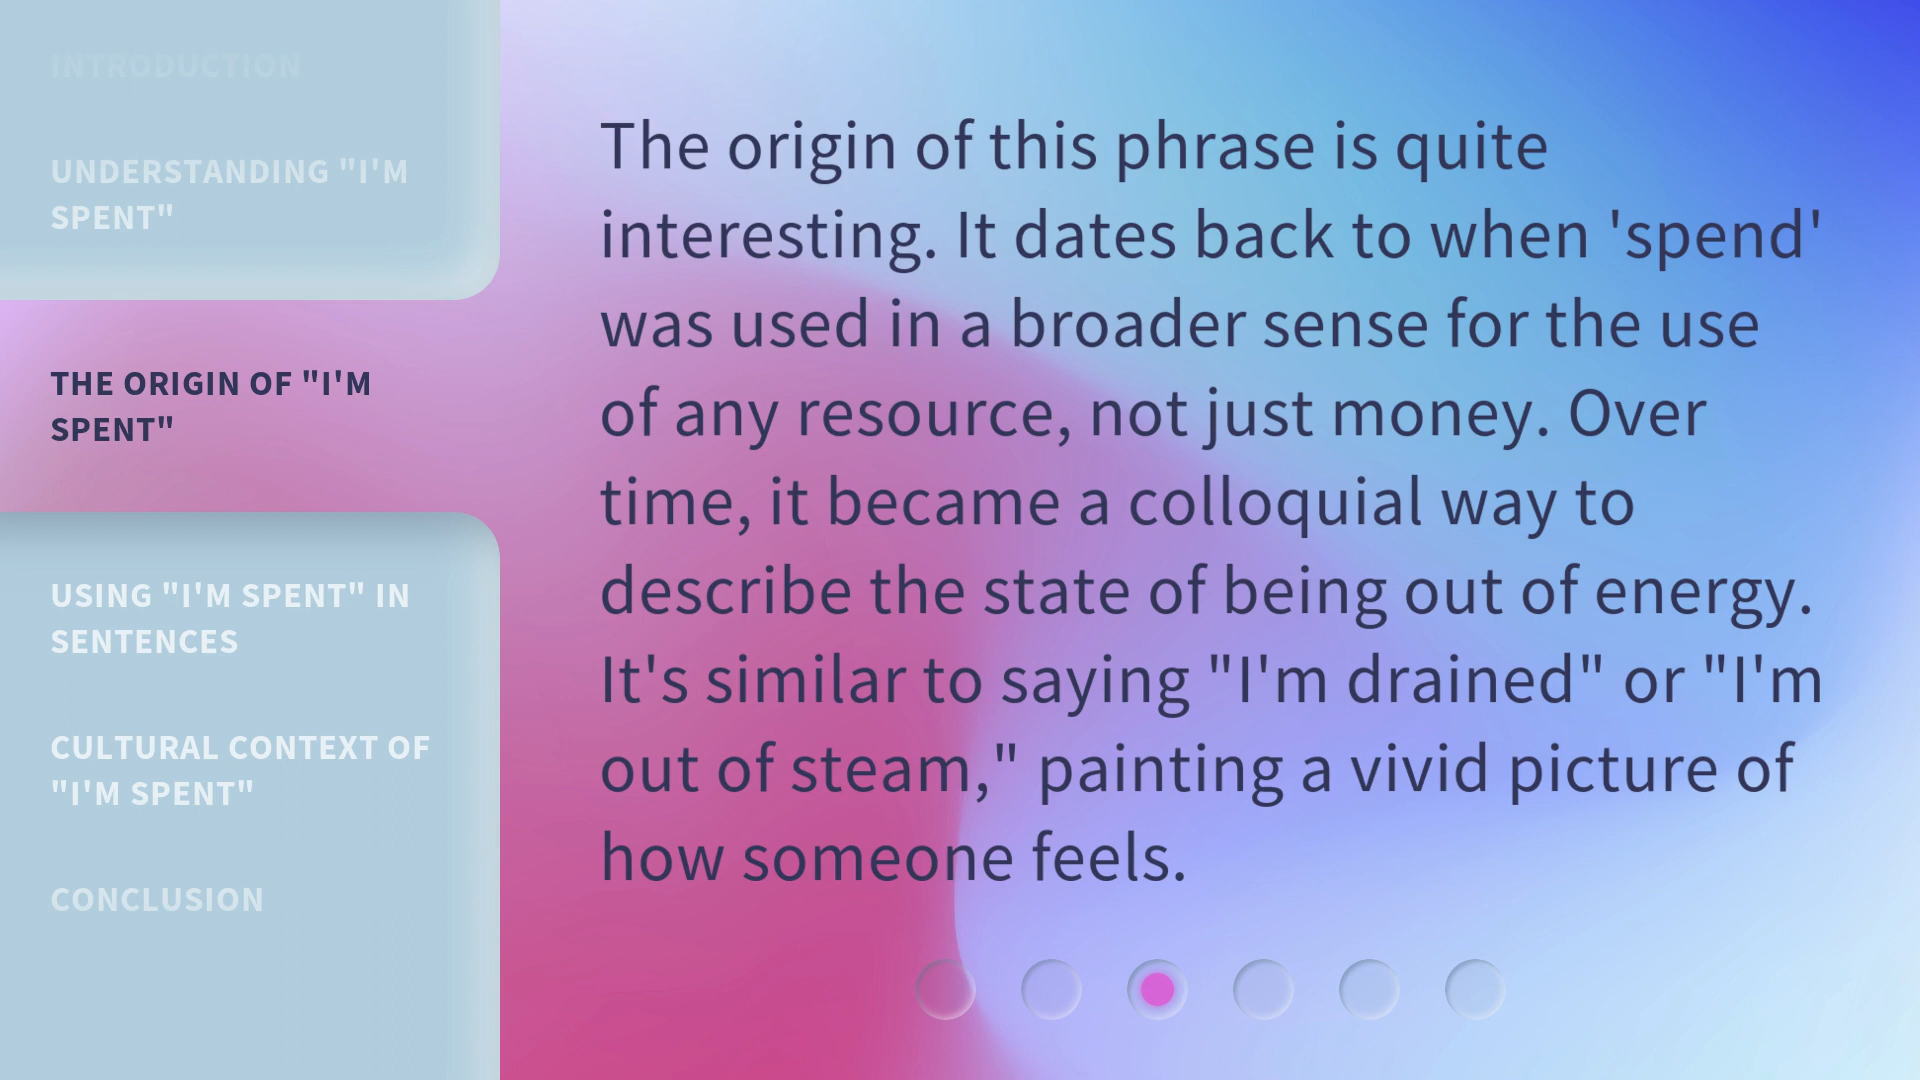 INTRODUCTION
UNDERSTANDING "I'M
SPENT"
THE ORIGIN OF "I'M
SPENT"
USING "I'M SPENT" IN
SENTENCES
CULTURAL CONTEXT OF
"I'M SPENT"
CONCLUSION
The origin of this phrase is quite
interesting. It dates back to when 'spend'
was used in a broader sense for the use
of any resource, not just money. Over
time, it became a colloquial way to
describe the state of being out of energy.
It's similar to saying "I'm drained" or "I'm
out of steam," painting a vivid picture of
how someone feels.